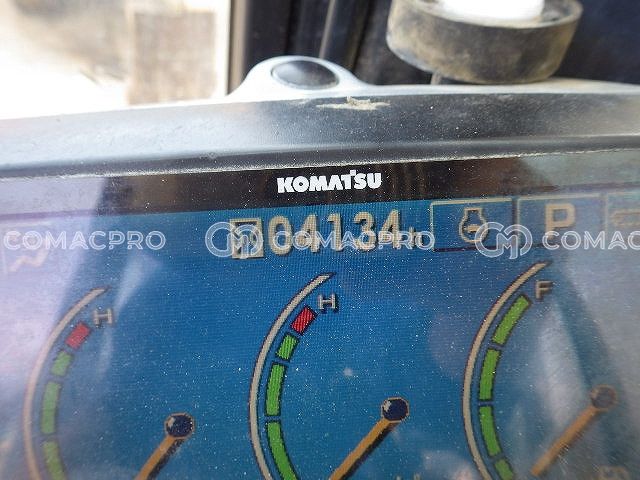 KOMATSU
04134.h P
COMACPRO COMACPRO COMACPRO
H H F